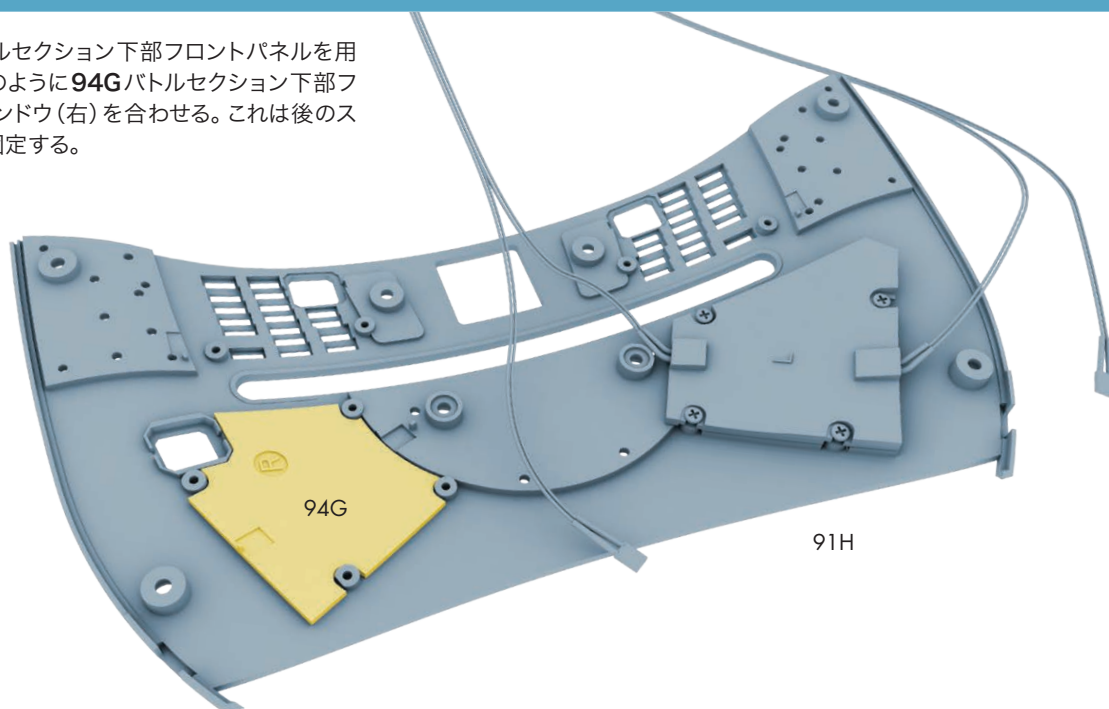 ルセクション下部フロントパネルを用
のように94Gバトルセクション下部フ
ンドウ（右）を合わせる。これは後のス
固定する。
R
94G
L
91H